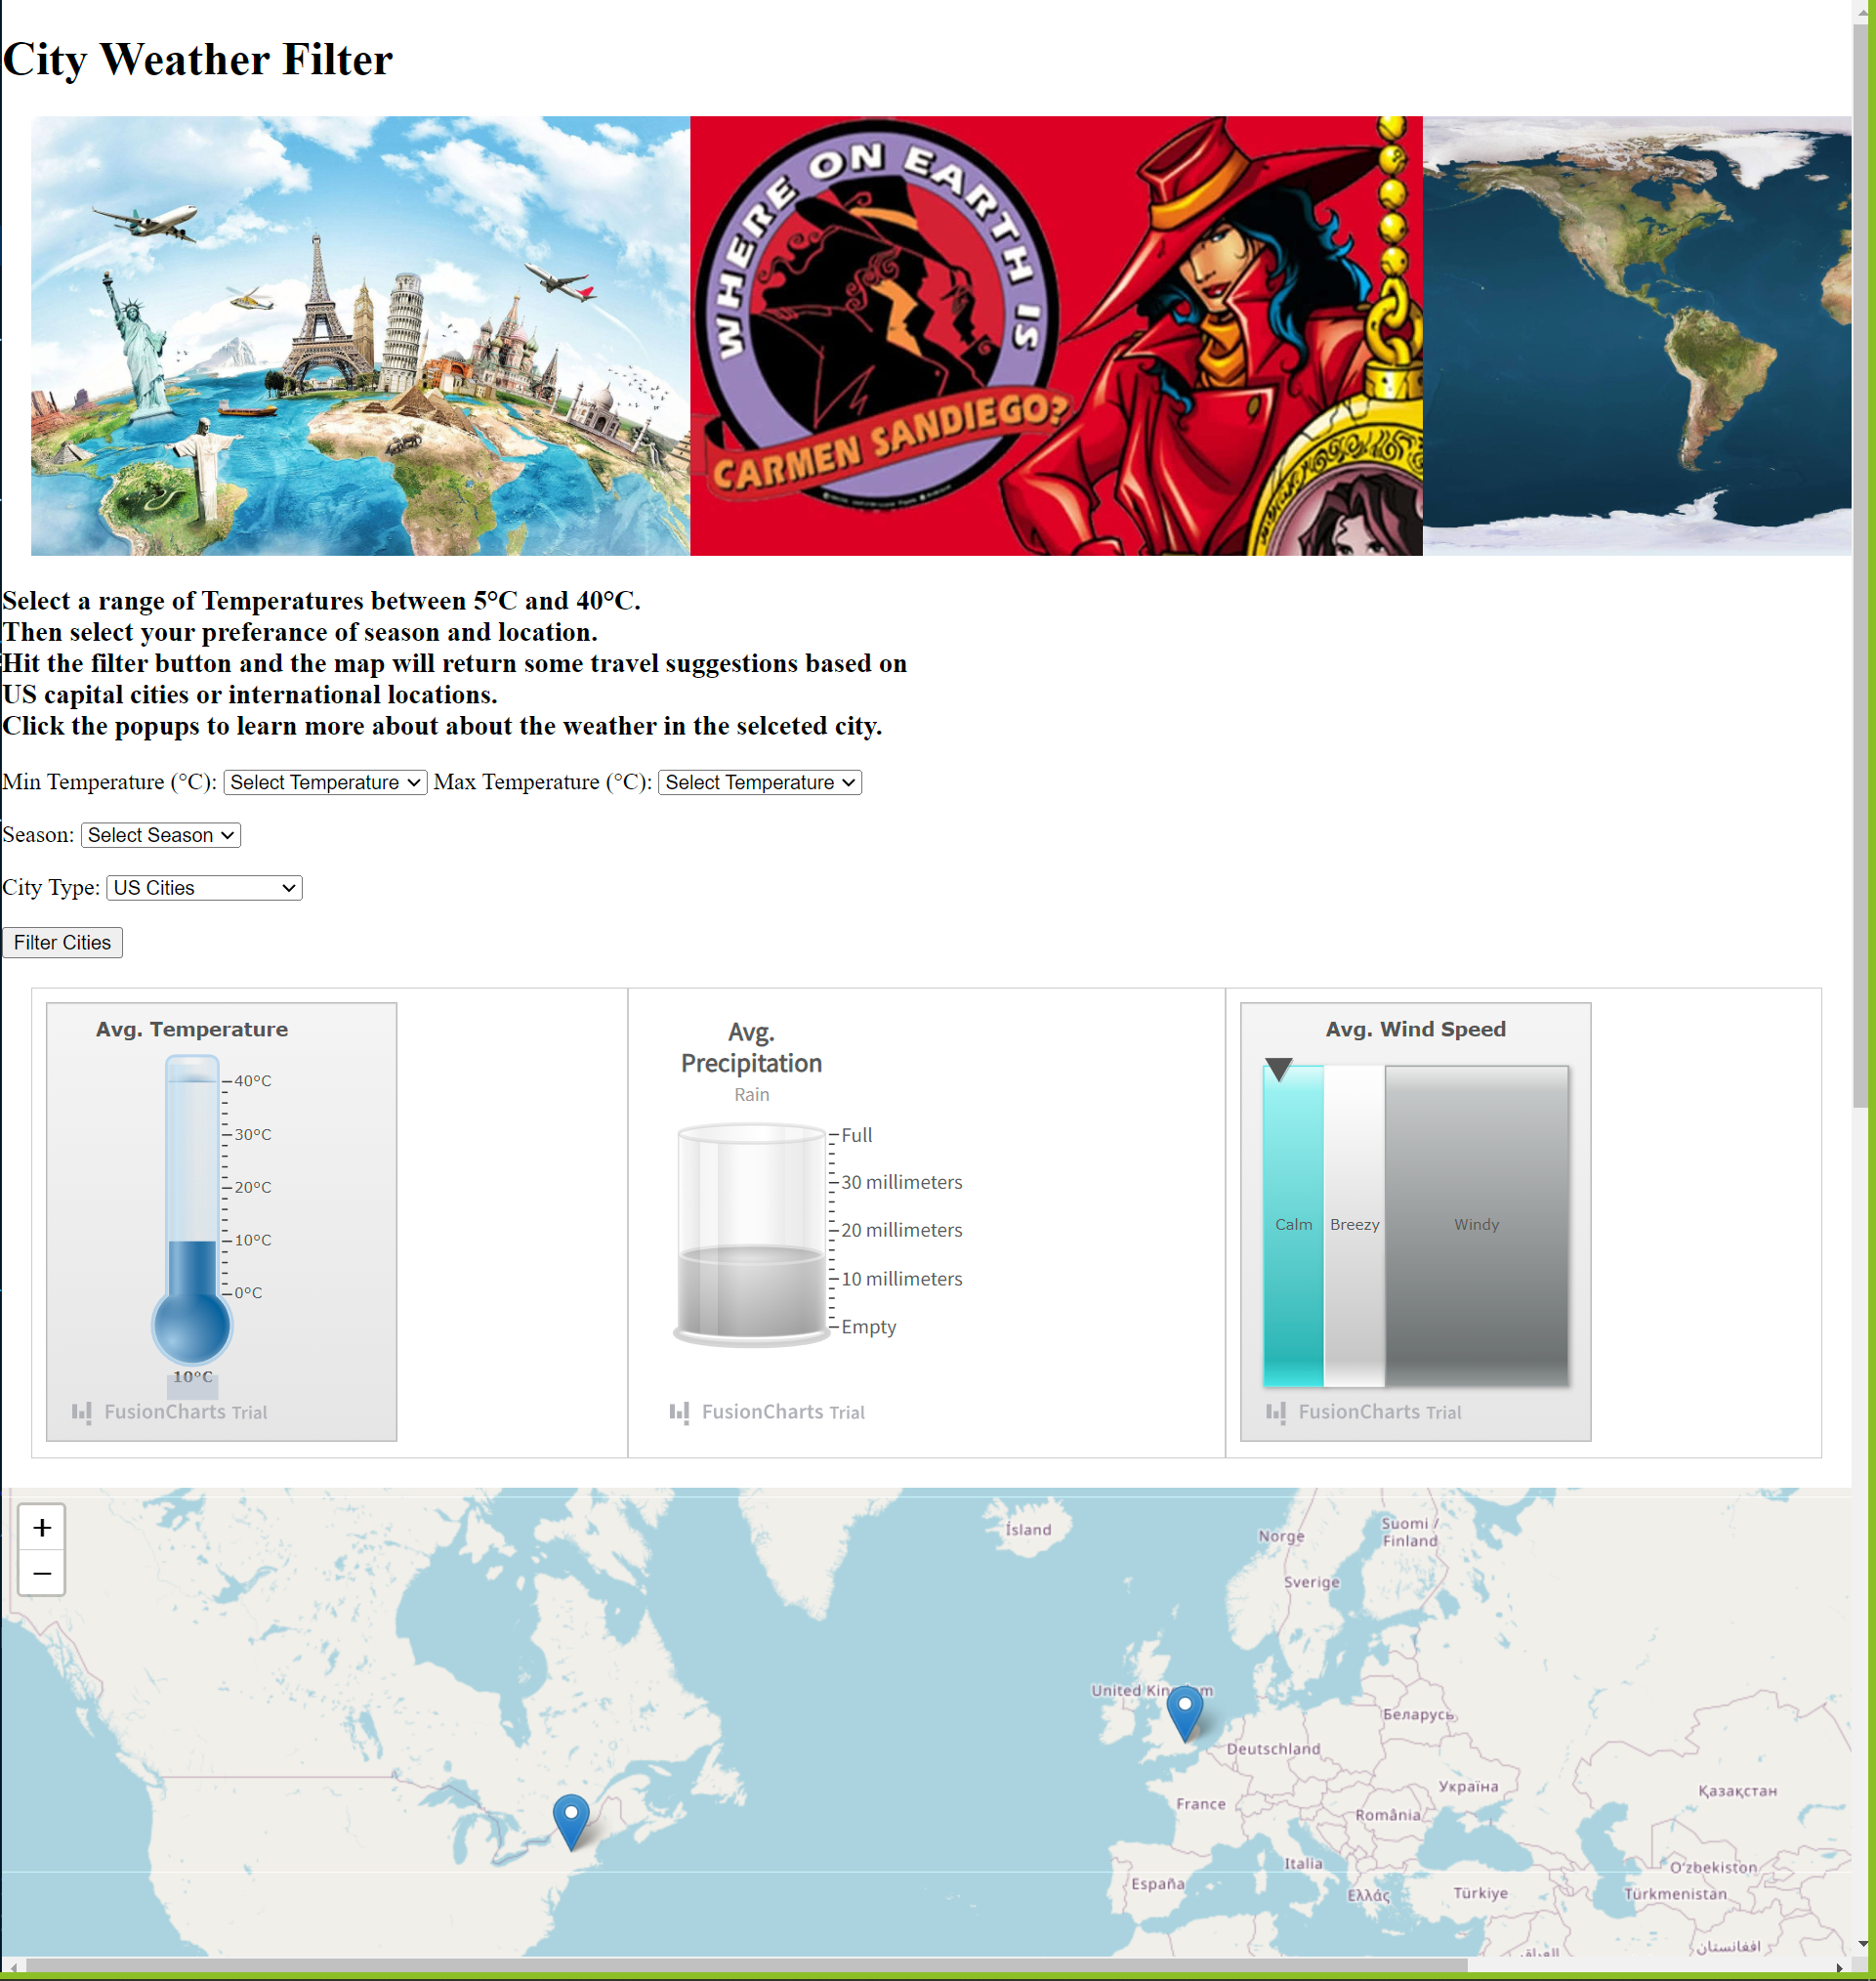 City Weather Filter
WHERE ON EARTH IS
CARMEN SANDIEGO?
Select a range of Temperatures between 5°C and 40°C.
Then select your preferance of season and location.
Hit the filter button and the map will return some travel suggestions based on
US capital cities or international locations.
Click the popups to learn more about about the weather in the selceted city.
Min Temperature (°C): Select Temperature Max Temperature (°C): Select Temperature
Season: Select Season
City Type: US Cities
Filter Cities
Avg. Temperature
40°C
30°C
20°C
10°C
0°C
10°C
FusionCharts Trial
Avg.
Precipitation
Rain
Full
30 millimeters
20 millimeters
10 millimeters
Empty
FusionCharts Trial
Avg. Wind Speed
Calm Breezy Windy
FusionCharts Trial
+
−
Ísland
Norge
Suomi /
Finland
Sverige
United
Беларусь
Deutschland
Україна
Қазақстан
France
România
Italia
O'zbekiston
España
Ελλάς
Türkiye
Türkmenistan
العراق
افغانستان